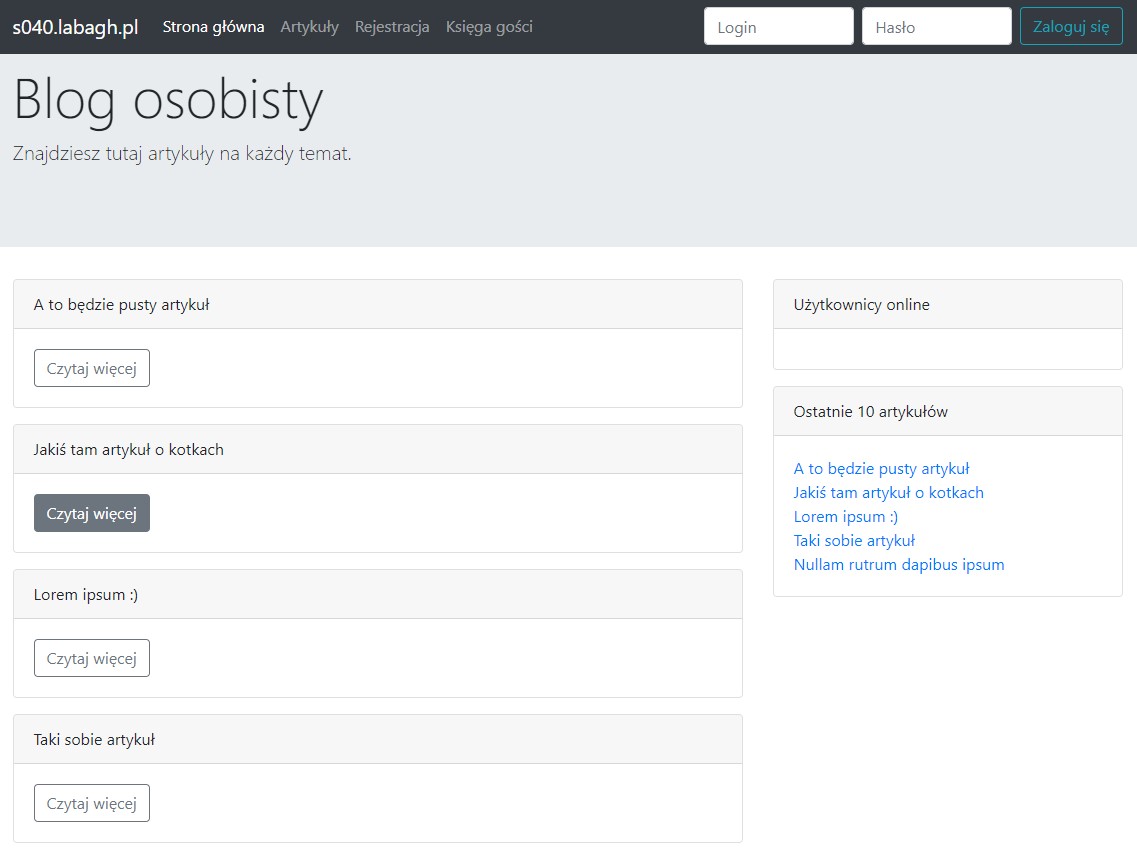 s040.labagh.pl Strona główna Artykuły Rejestracja Księga gości Login Hasło Zaloguj się
Blog osobisty
Znajdziesz tutaj artykuły na każdy temat.
A to będzie pusty artykuł
Czytaj więcej
Jakiś tam artykuł o kotkach
Czytaj więcej
Lorem ipsum :)
Czytaj więcej
Taki sobie artykuł
Czytaj więcej
Użytkownicy online
Ostatnie 10 artykułów
A to będzie pusty artykuł
Jakiś tam artykuł o kotkach
Lorem ipsum :)
Taki sobie artykuł
Nullam rutrum dapibus ipsum